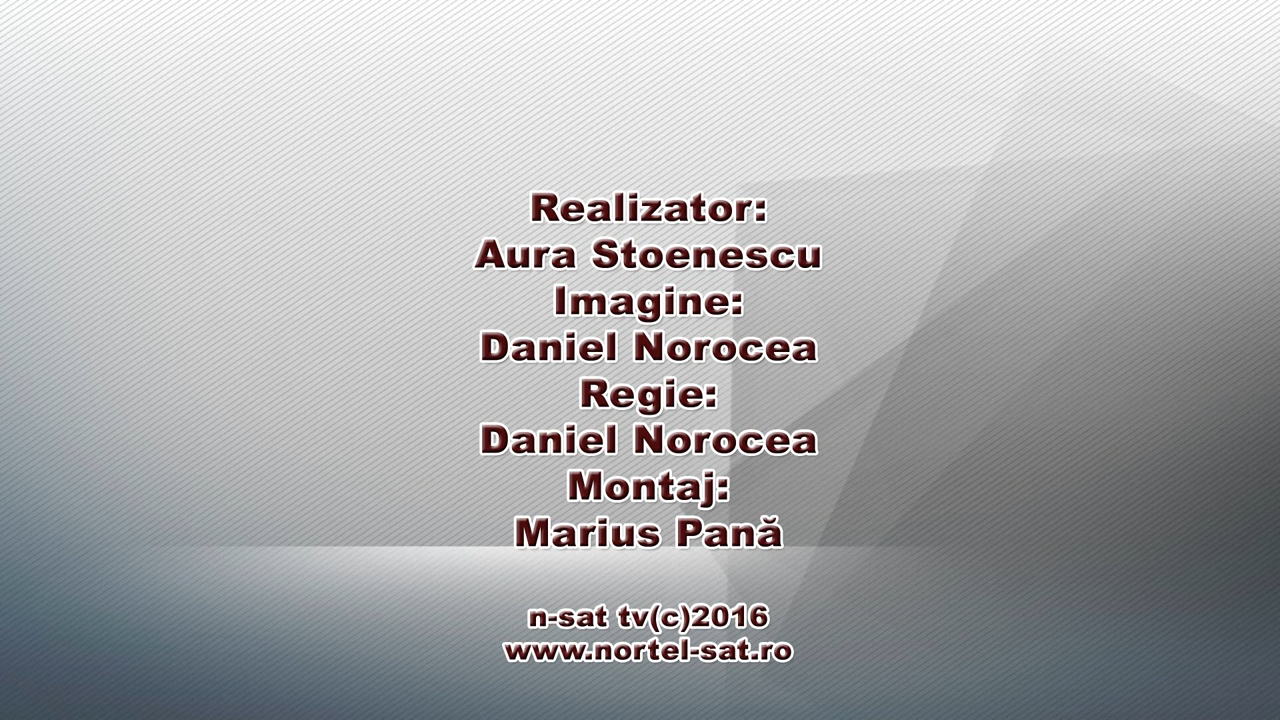 Realizator:
Aura Stoenescu
Imagine:
Daniel Norocea
Regie:
Daniel Norocea
Montaj:
Marius Pană
n-sat tv(c)2016
www.nortel-sat.ro